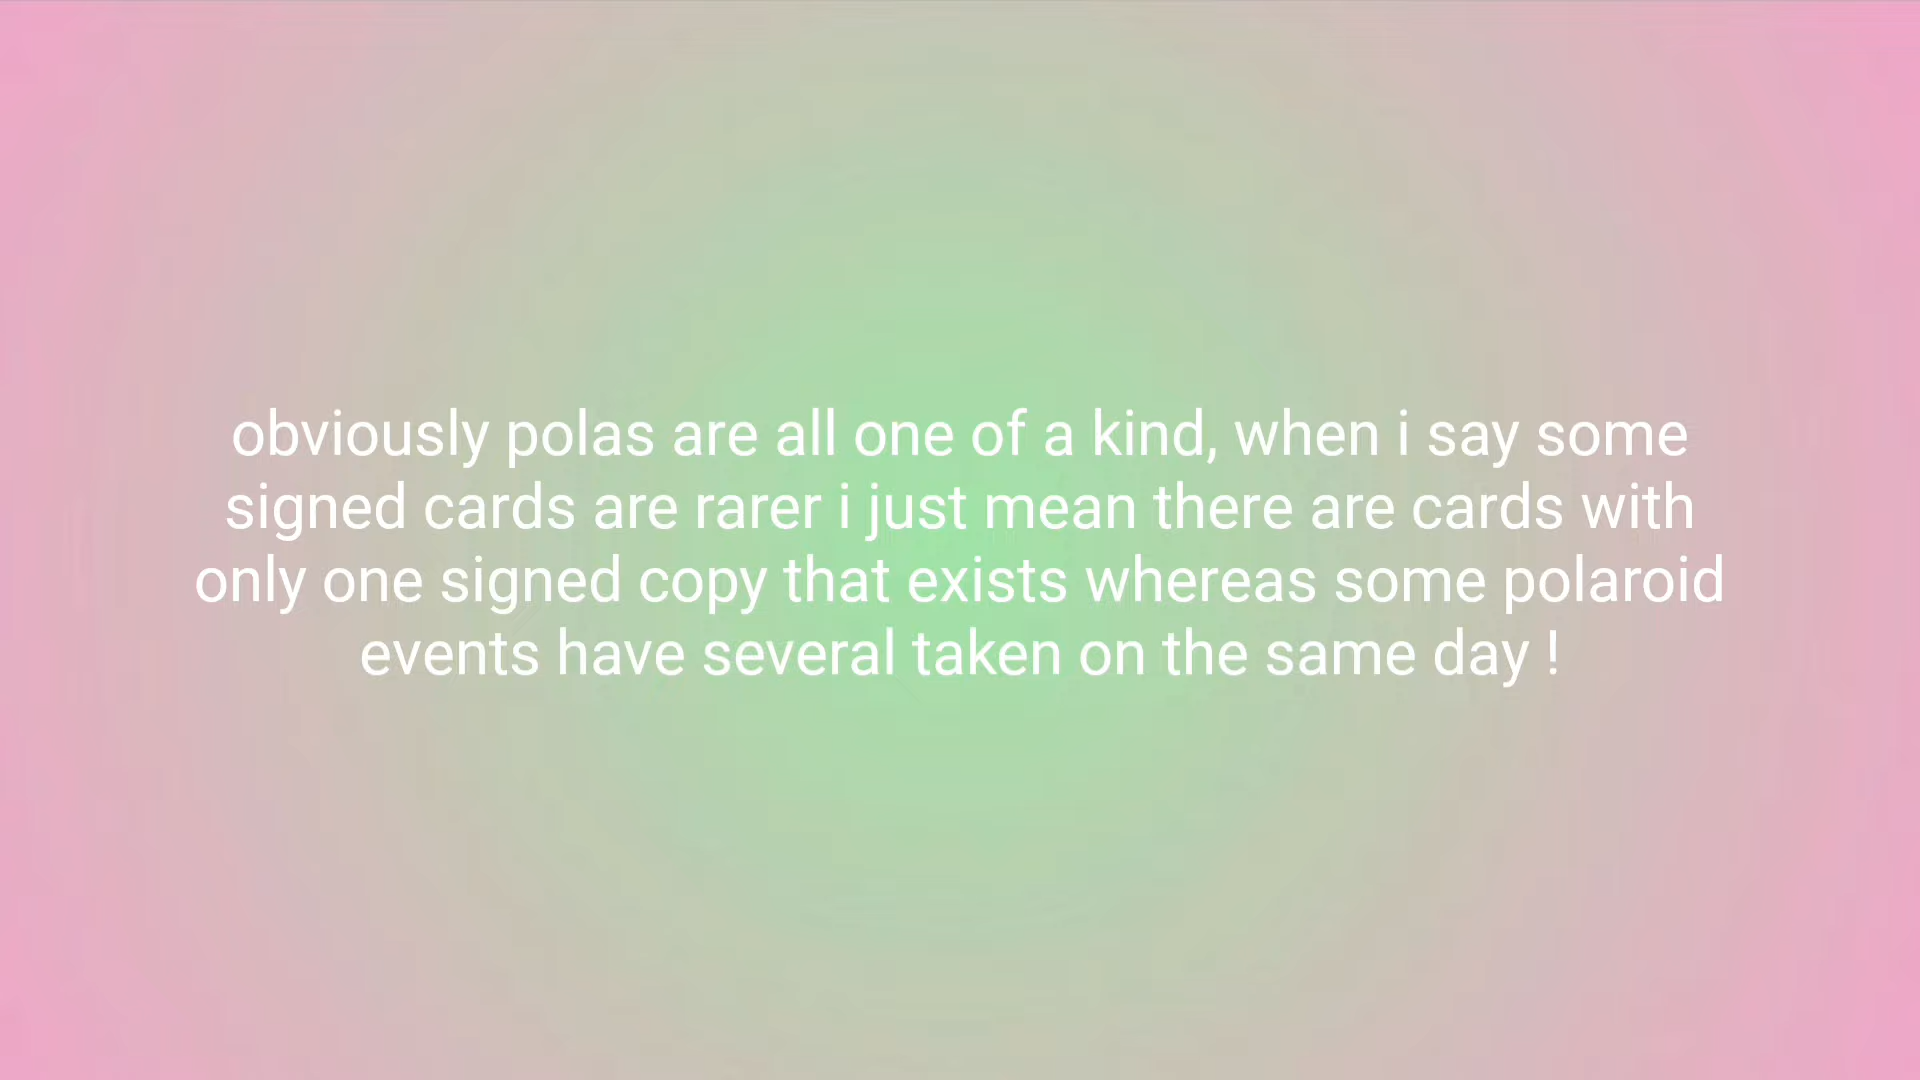 obviously polas are all one of a kind, when i say some
signed cards are rarer i just mean there are cards with
only one signed copy that exists whereas some polaroid
events have several taken on the same day !